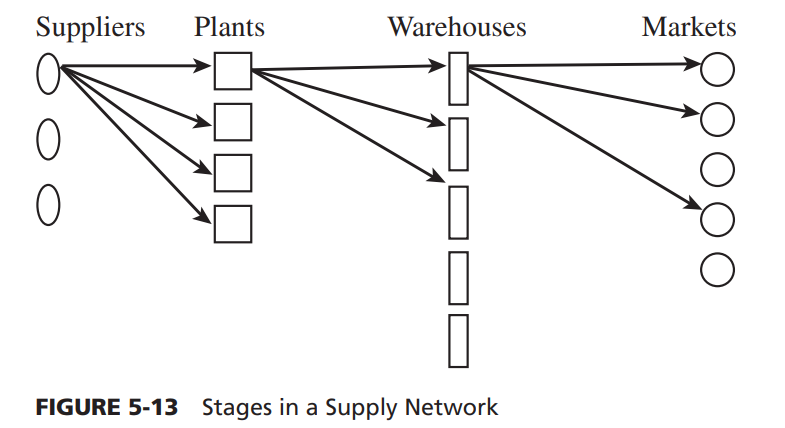 Suppliers Plants Warehouses Markets
FIGURE 5-13 Stages in a Supply Network